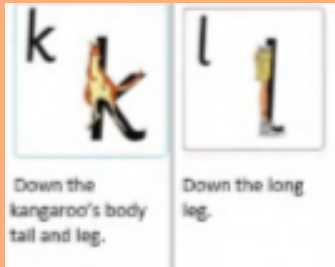 k
l
Down the
kangaroo's body
tail and leg.
Down the long
leg.